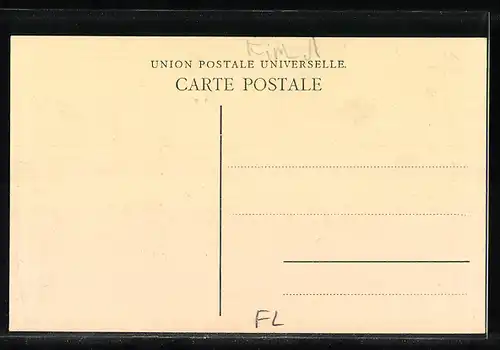 UNION POSTALE UNIVERSELLE.
CARTE POSTALE
FL